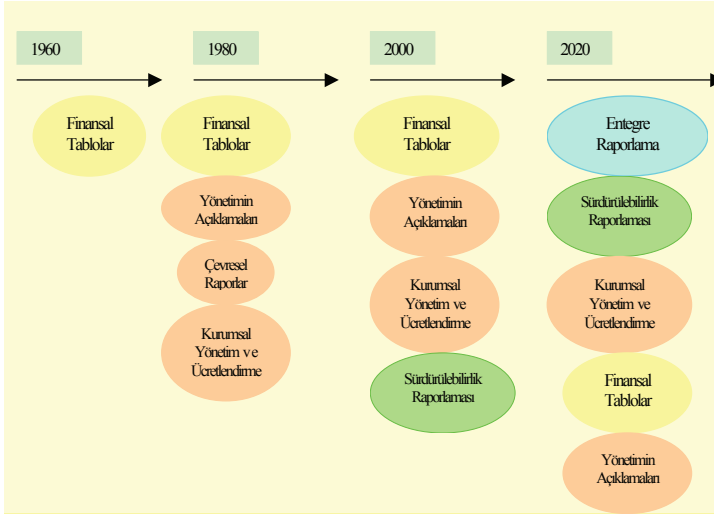 1960
1980
2000
2020
Finansal
Tablolar
Finansal
Tablolar
Yönetimin
Açıklamaları
Çevresel
Raporlar
Kurumsal
Yönetim ve
Ücretlendirme
Finansal
Tablolar
Yönetimin
Açıklamaları
Kurumsal
Yönetim ve
Ücretlendirme
Sürdürülebilirlik
Raporlaması
Entegre
Raporlama
Sürdürülebilirlik
Raporlaması
Kurumsal
Yönetim ve
Ücretlendirme
Finansal
Tablolar
Yönetimin
Açıklamaları